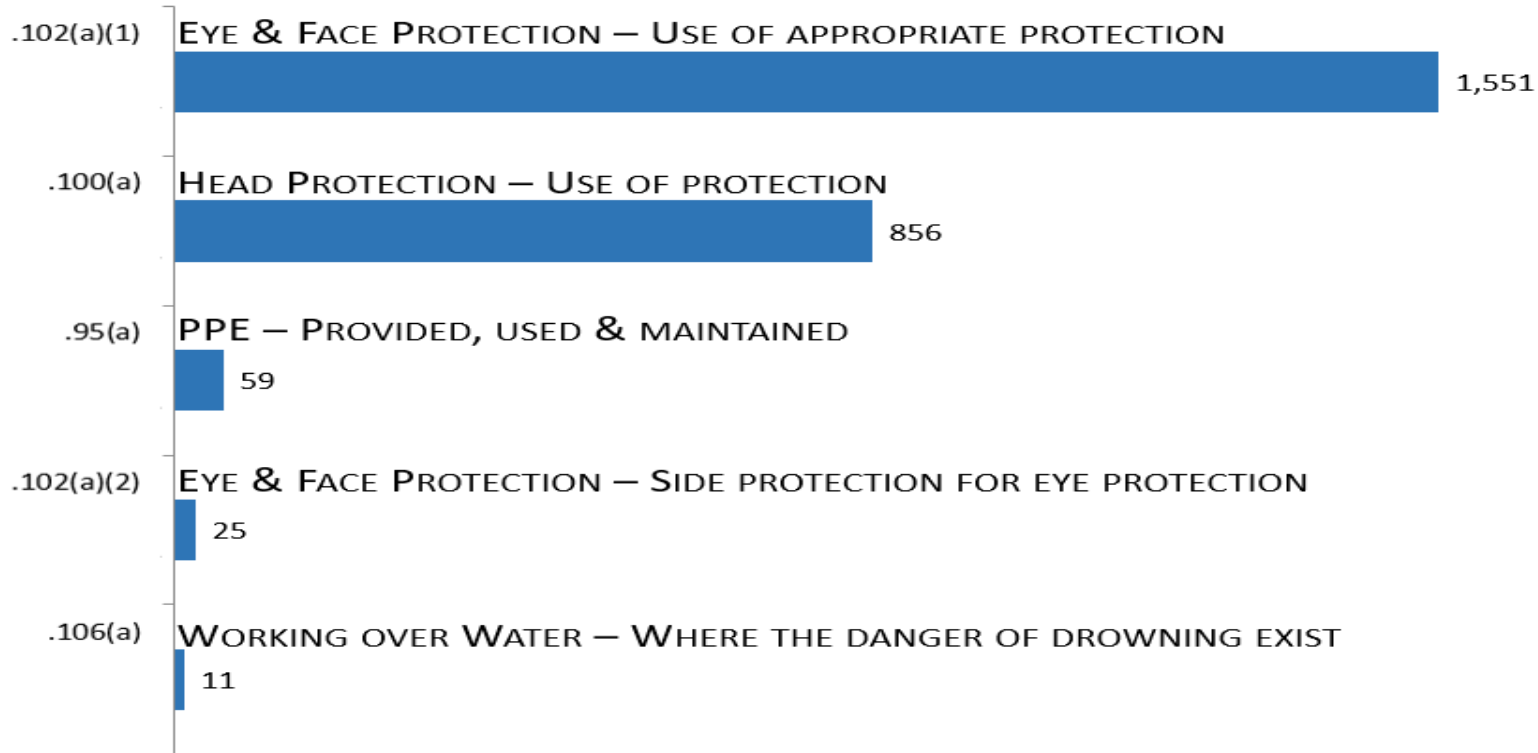 .102(a)(1) Eye & Face Protection – Use of appropriate protection
1,551
.100(a) Head Protection – Use of protection
856
.95(a) PPE – Provided, used & maintained
59
.102(a)(2) Eye & Face Protection – Side protection for eye protection
25
.106(a) Working over Water – Where the danger of drowning exist
11